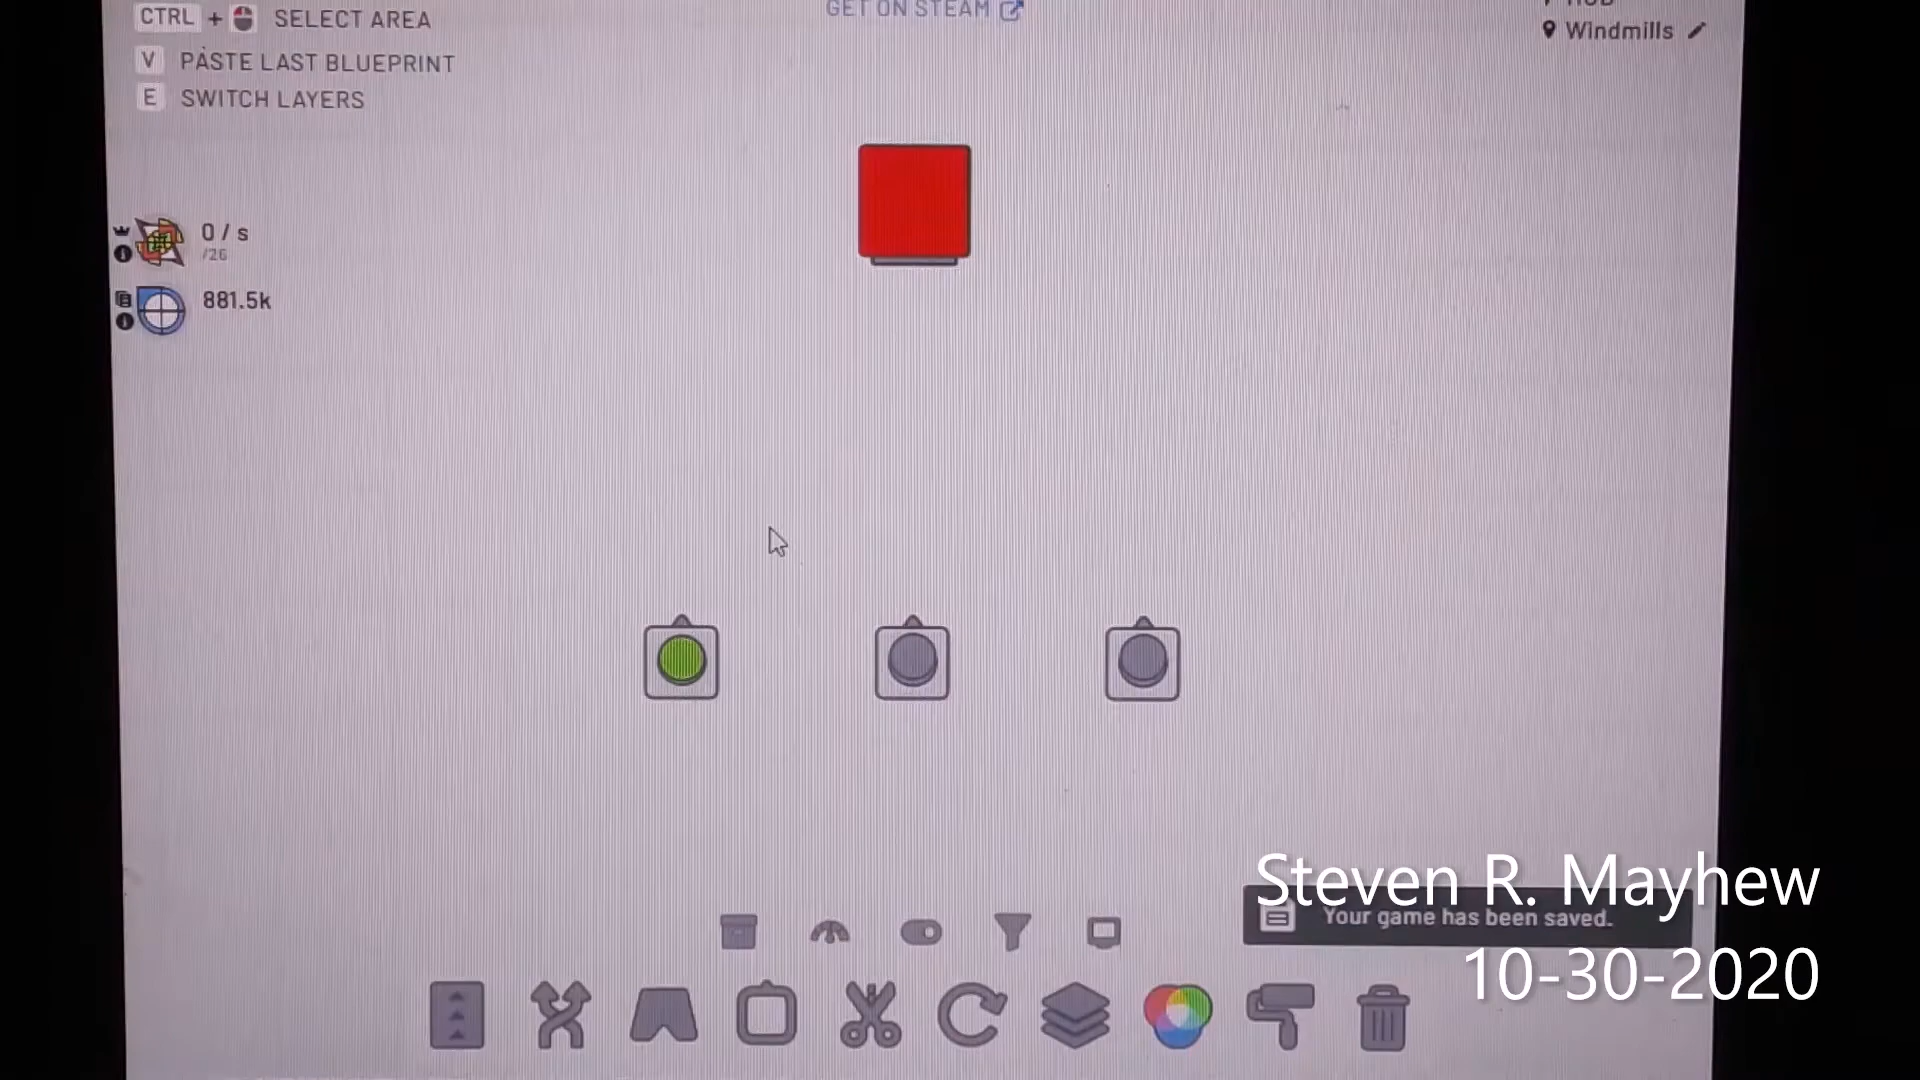 CTRL + SELECT AREA
V PASTE LAST BLUEPRINT
E SWITCH LAYERS
GET ON STEAM
HUB
Windmills
0 / s
/26
881.5k
Steven R. Mayhew
Your game has been saved.
10-30-2020